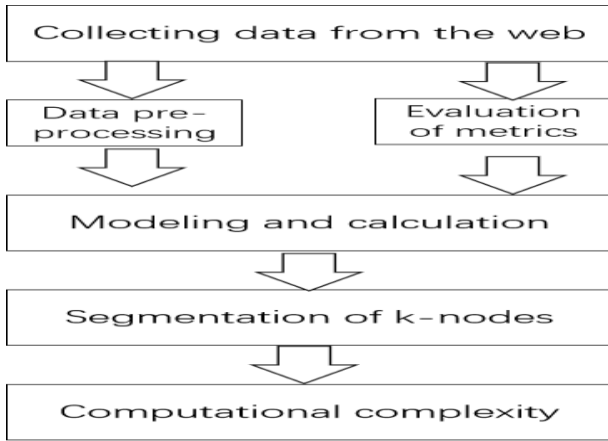 Collecting data from the web
Data pre-
processing
Evaluation
of metrics
Modeling and calculation
Segmentation of k-nodes
Computational complexity